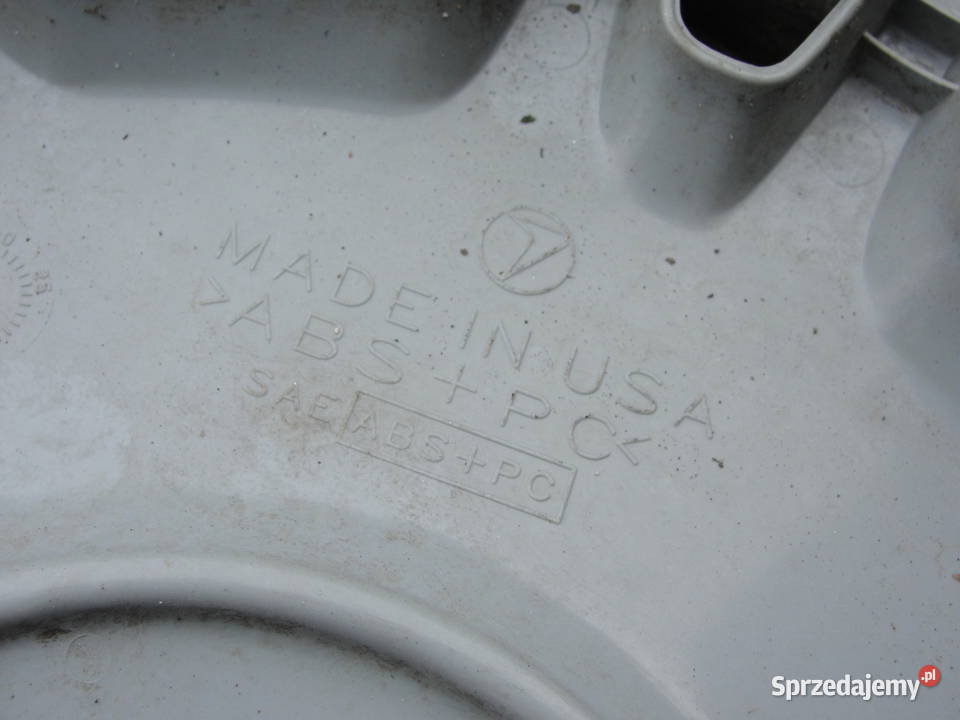 MADE IN USA
>ABS+PC<
SAE ABS+PC
Sprzedajemy.pl